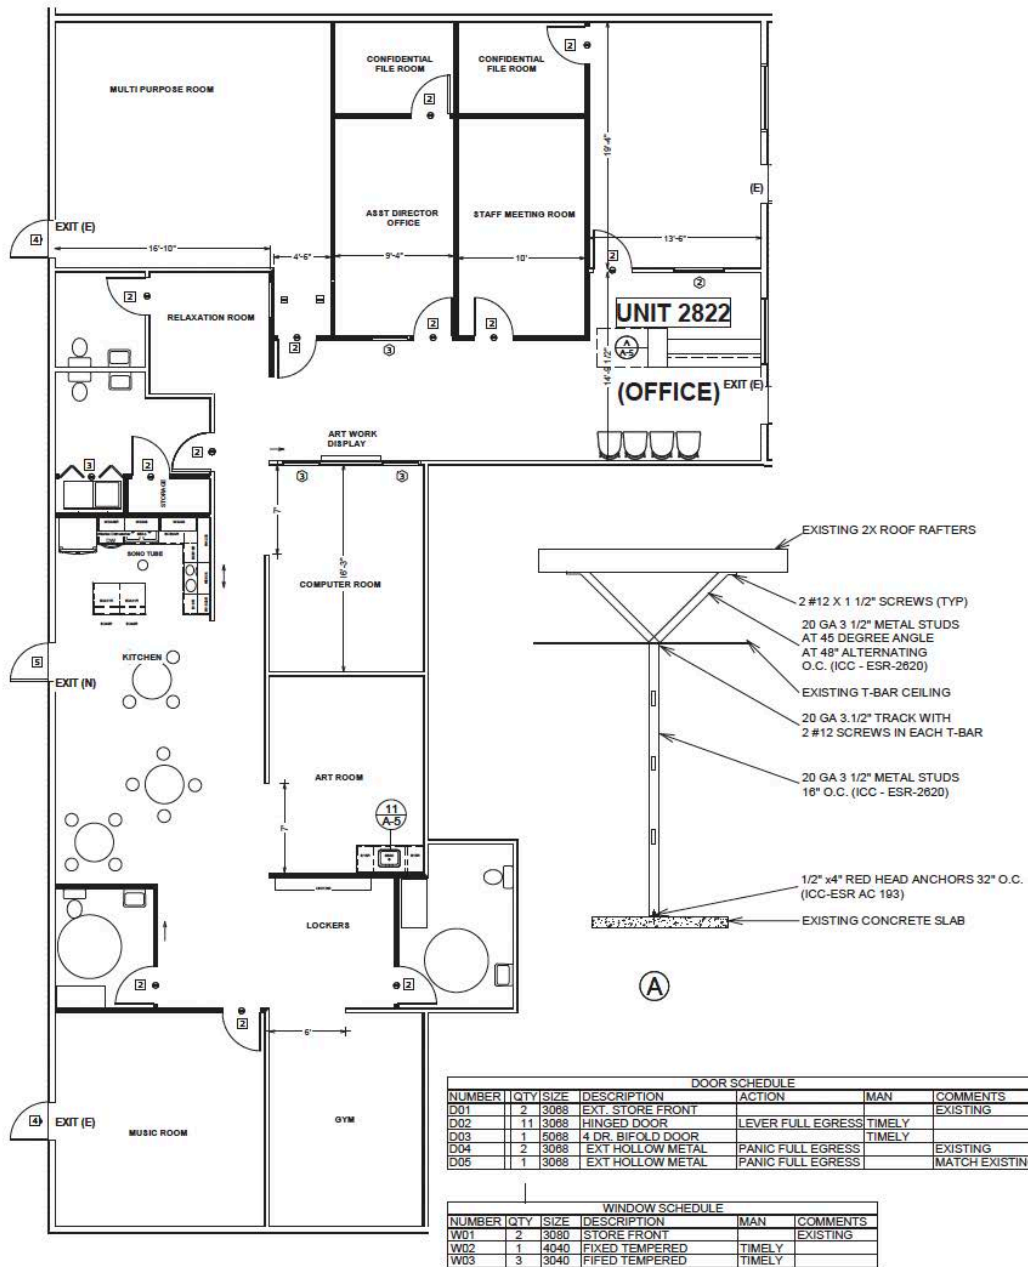 CONFIDENTIAL
FILE ROOM
CONFIDENTIAL
FILE ROOM
2
MULTI PURPOSE ROOM
2
19'-4"
ASST DIRECTOR
OFFICE
STAFF MEETING ROOM
(E)
EXIT (E)
4
16'-10"
4'-6"
9'-4"
10'
13'-6"
2
2
2
RELAXATION ROOM
UNIT 2822
2
2
2
3
A
A-5
14'-9 1/2"
(OFFICE)
EXIT (E)
ART WORK
DISPLAY
2
3
2
3
3
STORAGE
7'
SONO TUBE
16'-3"
COMPUTER ROOM
KITCHEN
5
EXIT (N)
ART ROOM
7'
11
A-5
LOCKERS
2
2
2
6'
4
EXIT (E)
MUSIC ROOM
GYM
EXISTING 2X ROOF RAFTERS
2 #12 X 1 1/2" SCREWS (TYP)
20 GA 3 1/2" METAL STUDS
AT 45 DEGREE ANGLE
AT 48" ALTERNATING
O.C. (ICC - ESR-2620)
EXISTING T-BAR CEILING
20 GA 3.1/2" TRACK WITH
2 #12 SCREWS IN EACH T-BAR
20 GA 3 1/2" METAL STUDS
16" O.C. (ICC - ESR-2620)
1/2" x4" RED HEAD ANCHORS 32" O.C.
(ICC-ESR AC 193)
EXISTING CONCRETE SLAB
A
DOOR SCHEDULE
NUMBER QTY SIZE DESCRIPTION ACTION MAN COMMENTS
D01 2 3068 EXT. STORE FRONT EXISTING
D02 11 3068 HINGED DOOR LEVER FULL EGRESS TIMELY
D03 1 5068 4 DR. BIFOLD DOOR TIMELY
D04 2 3068 EXT HOLLOW METAL PANIC FULL EGRESS EXISTING
D05 1 3068 EXT HOLLOW METAL PANIC FULL EGRESS MATCH EXISTING
WINDOW SCHEDULE
NUMBER QTY SIZE DESCRIPTION MAN COMMENTS
W01 2 3080 STORE FRONT EXISTING
W02 1 4040 FIXED TEMPERED TIMELY
W03 3 3040 FIFED TEMPERED TIMELY